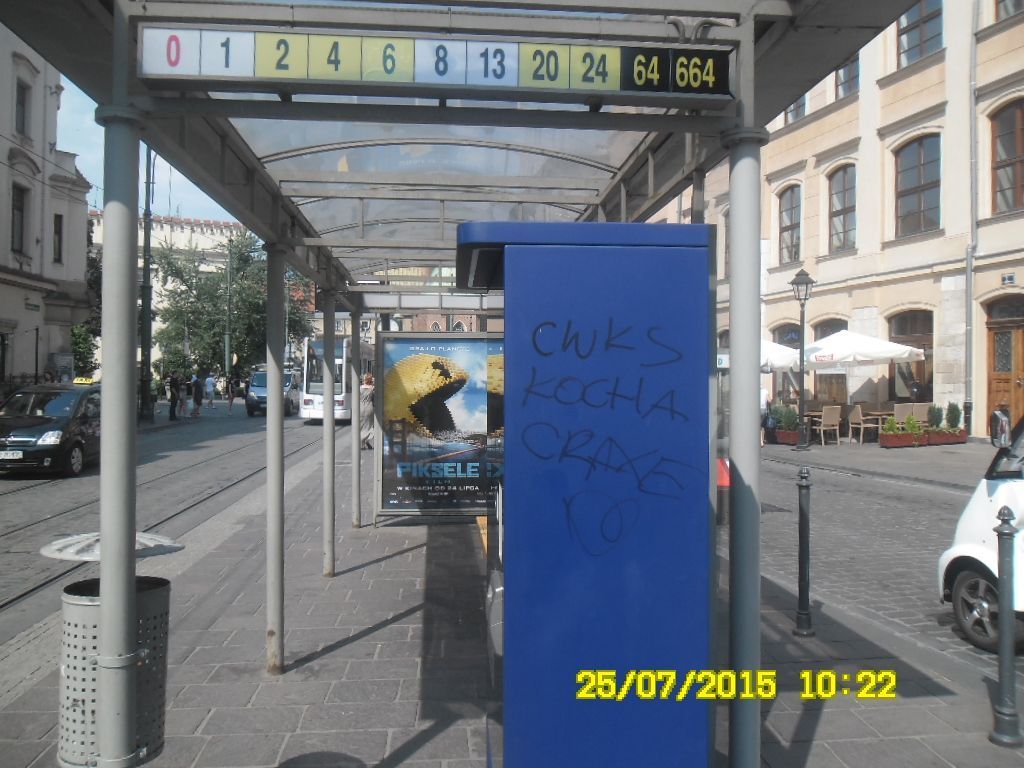 0 1 2 4 6 8 13 20 24 64 664
CWKS
KOCHA
CRAXE
PIKSELE
FILM
W KINACH OD 24 LIPCA
25/07/2015 10:22